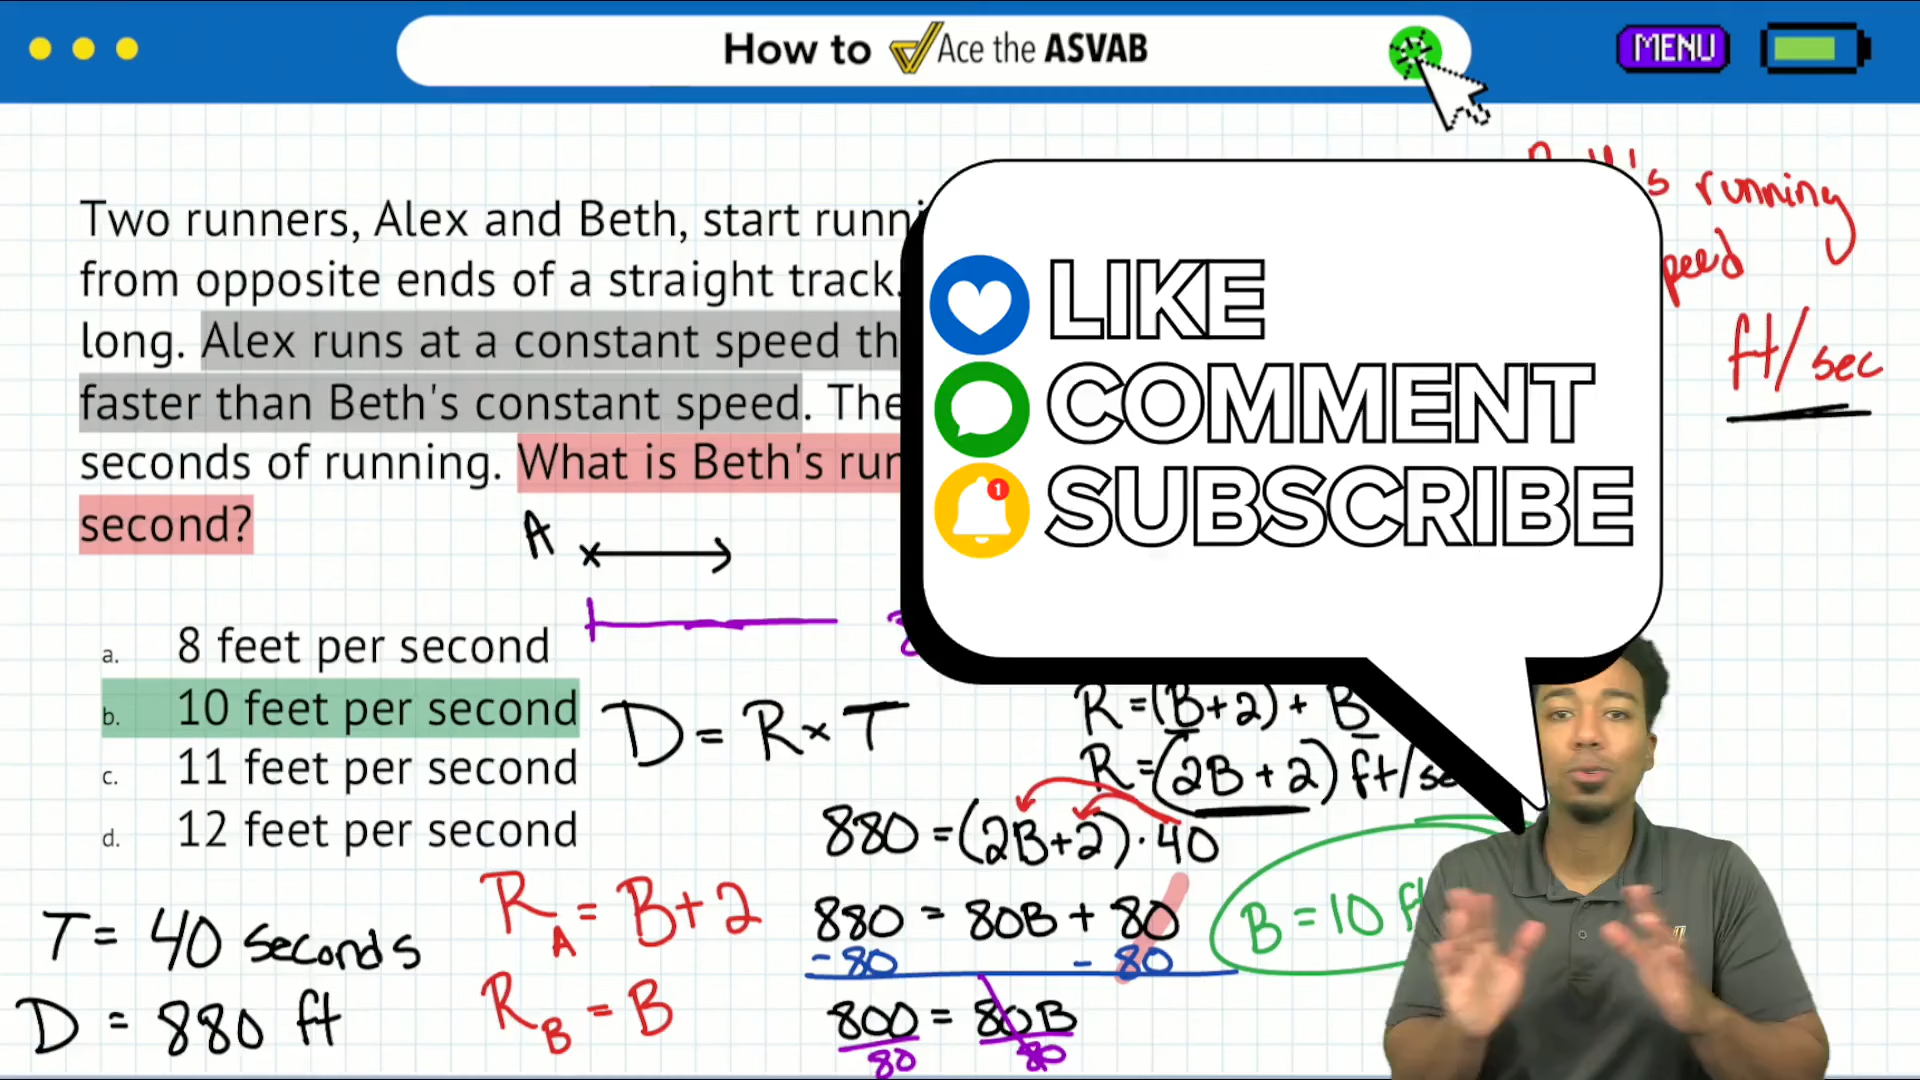 How to Ace the ASVAB
MENU
Two runners, Alex and Beth, start runni
from opposite ends of a straight track.
long. Alex runs at a constant speed th
faster than Beth's constant speed. The
seconds of running. What is Beth's run
second?
LIKE
COMMENT
SUBSCRIBE
1
running
peed
ft/sec
A
a. 8 feet per second
b. 10 feet per second
c. 11 feet per second
d. 12 feet per second
D = R × T
R = (B+2) + B
R = (2B + 2) ft/se
880 = (2B+2) · 40
880 = 80B + 80
- 80 - 80
800 = 80B
80 80
B = 10 ft
T = 40 seconds
D = 880 ft
RA = B+2
RB = B